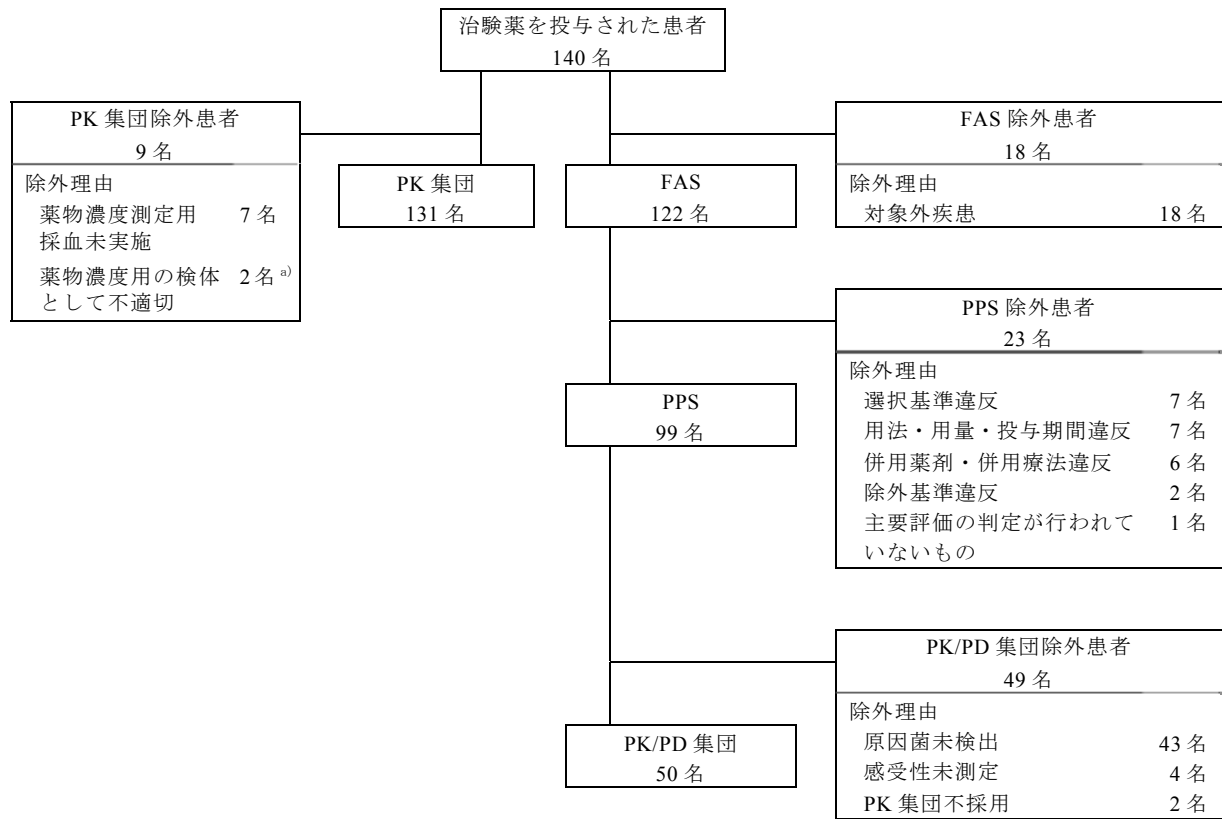 治験薬を投与された患者
140 名
PK 集団除外患者
9 名
除外理由
薬物濃度測定用 7 名
採血未実施
薬物濃度用の検体 2 名 a)
として不適切
PK 集団
131 名
FAS
122 名
FAS 除外患者
18 名
除外理由
対象外疾患 18 名
PPS 除外患者
23 名
除外理由
選択基準違反 7 名
用法・用量・投与期間違反 7 名
併用薬剤・併用療法違反 6 名
除外基準違反 2 名
主要評価の判定が行われて 1 名
いないもの
PPS
99 名
PK/PD 集団除外患者
49 名
除外理由
原因菌未検出 43 名
感受性未測定 4 名
PK 集団不採用 2 名
PK/PD 集団
50 名